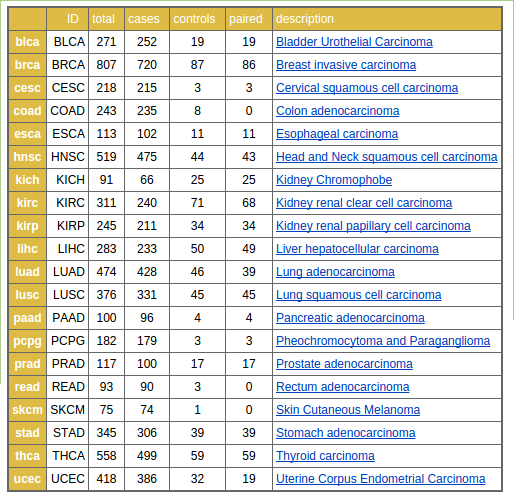 ID total cases controls paired description
blca BLCA 271 252 19 19 Bladder Urothelial Carcinoma
brca BRCA 807 720 87 86 Breast invasive carcinoma
cesc CESC 218 215 3 3 Cervical squamous cell carcinoma
coad COAD 243 235 8 0 Colon adenocarcinoma
esca ESCA 113 102 11 11 Esophageal carcinoma
hnsc HNSC 519 475 44 43 Head and Neck squamous cell carcinoma
kich KICH 91 66 25 25 Kidney Chromophobe
kirc KIRC 311 240 71 68 Kidney renal clear cell carcinoma
kirp KIRP 245 211 34 34 Kidney renal papillary cell carcinoma
lihc LIHC 283 233 50 49 Liver hepatocellular carcinoma
luad LUAD 474 428 46 39 Lung adenocarcinoma
lusc LUSC 376 331 45 45 Lung squamous cell carcinoma
paad PAAD 100 96 4 4 Pancreatic adenocarcinoma
pcpg PCPG 182 179 3 3 Pheochromocytoma and Paraganglioma
prad PRAD 117 100 17 17 Prostate adenocarcinoma
read READ 93 90 3 0 Rectum adenocarcinoma
skcm SKCM 75 74 1 0 Skin Cutaneous Melanoma
stad STAD 345 306 39 39 Stomach adenocarcinoma
thca THCA 558 499 59 59 Thyroid carcinoma
ucec UCEC 418 386 32 19 Uterine Corpus Endometrial Carcinoma